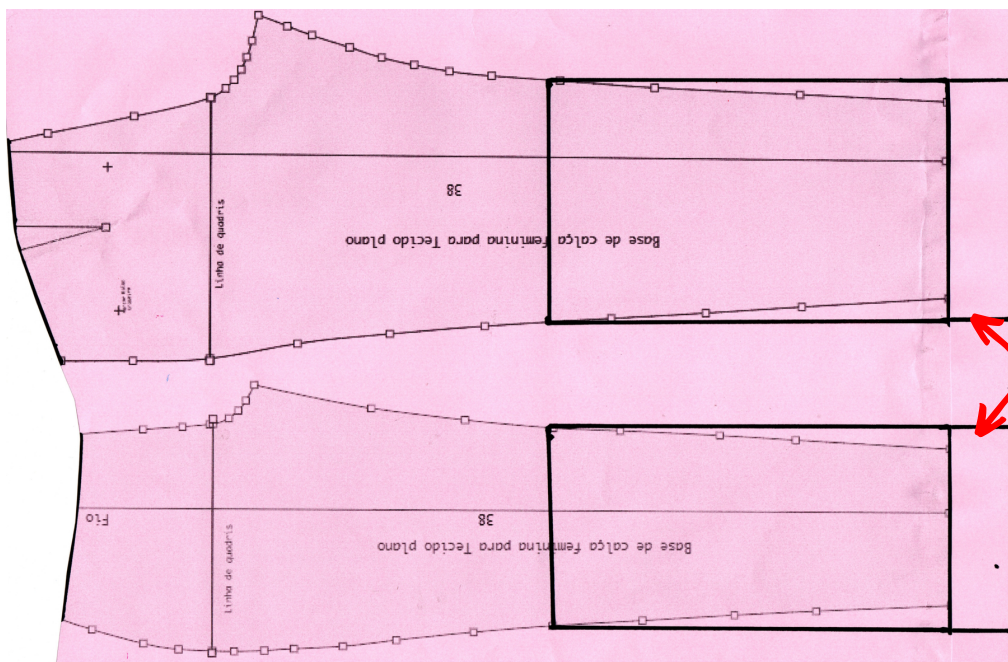 38
Base de calça feminina para Tecido plano
Linha de quadris
Fio
38
Base de calça feminina para Tecido plano
Linha de quadris